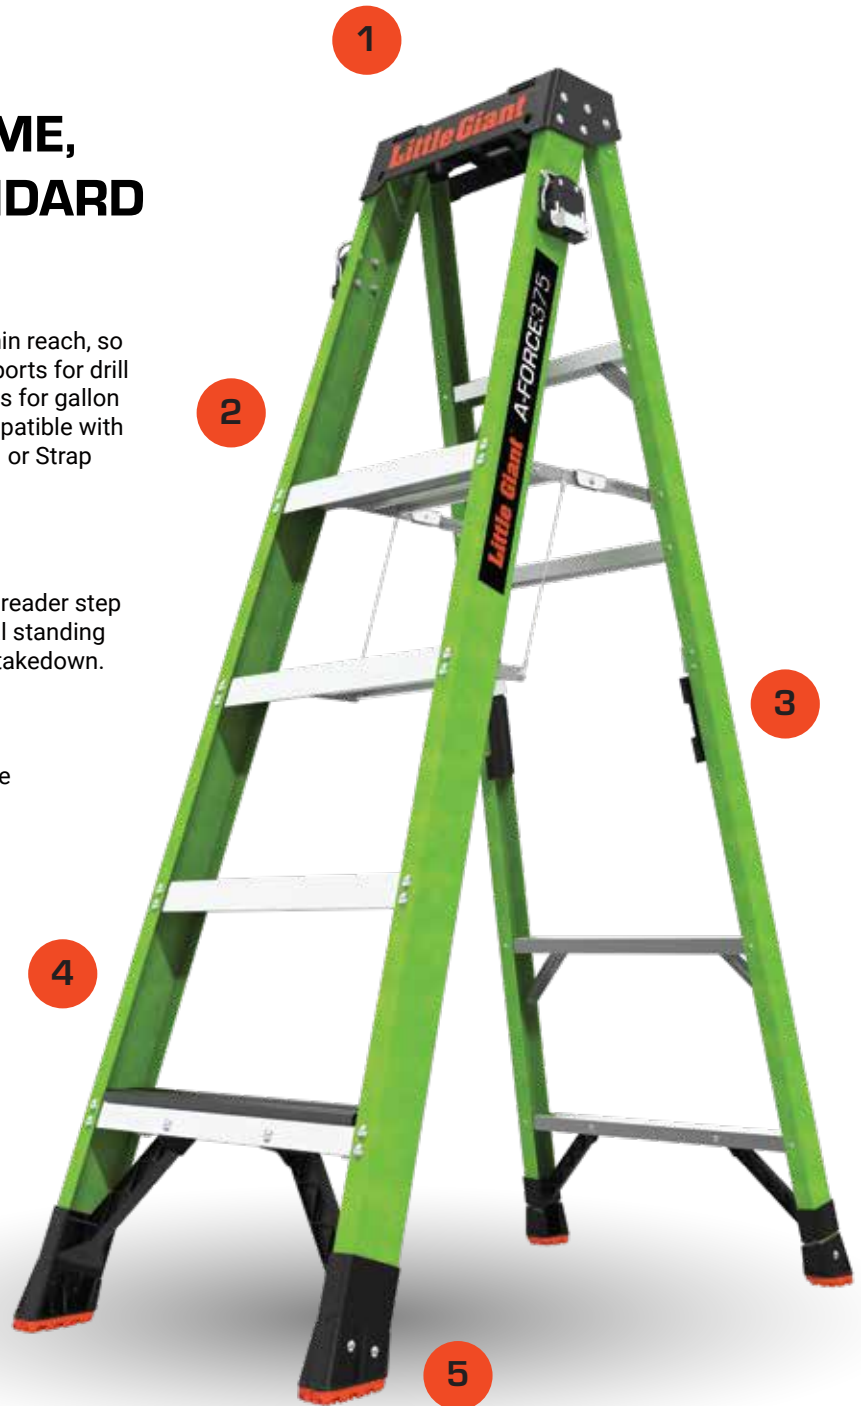 1
ME,
NDARD
Little Giant
in reach, so
ports for drill
s for gallon
patible with
or Strap
2
Little Giant A-FORCE375
reader step
l standing
takedown.
3
e
4
5